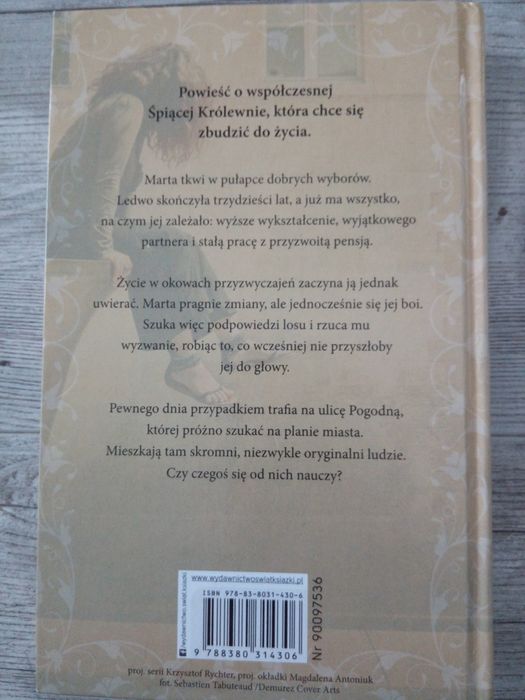 Powieść o współczesnej
Śpiącej Królewnie, która chce się
zbudzić do życia.
Marta tkwi w pułapce dobrych wyborów.
Ledwo skończyła trzydzieści lat, a już ma wszystko,
na czym jej zależało: wyższe wykształcenie, wyjątkowego
partnera i stałą pracę z przyzwoitą pensją.
Życie w okowach przyzwyczajeń zaczyna ją jednak
uwierać. Marta pragnie zmiany, ale jednocześnie się jej boi.
Szuka więc podpowiedzi losu i rzuca mu
wyzwanie, robiąc to, co wcześniej nie przyszłoby
jej do głowy.
Pewnego dnia przypadkiem trafia na ulicę Pogodną,
której próżno szukać na planie miasta.
Mieszkają tam skromni, niezwykle oryginalni ludzie.
Czy czegoś się od nich nauczy?
www.wydawnictwoswiatksiazki.pl
f/wydawnictwo.swiat.ksiazki
ISBN 978-83-8031-430-6
9 788380 314306
Nr 90097536
proj. serii Krzysztof Rychter, proj. okładki Magdalena Antoniuk
fot. Sebastien Tabuteaud /Demurez Cover Arts